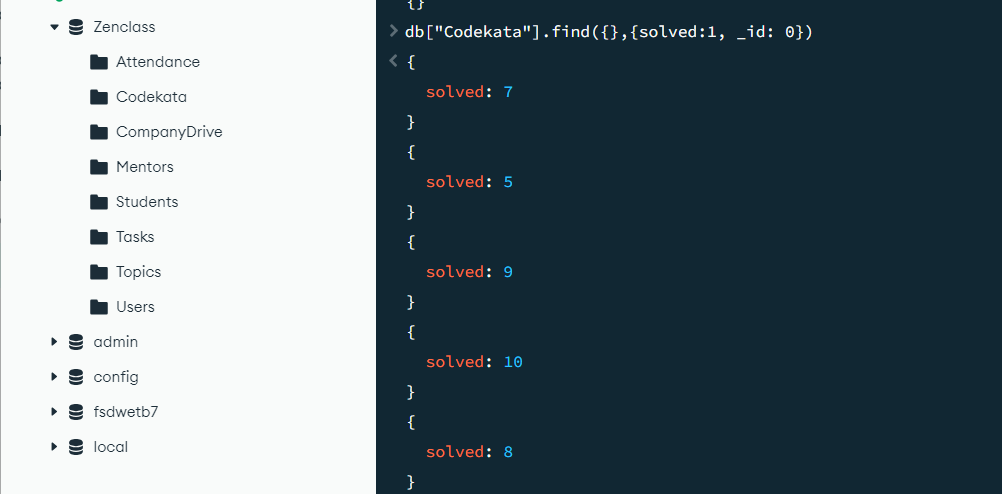 Zenclass
Attendance
Codekata
CompanyDrive
Mentors
Students
Tasks
Topics
Users
admin
config
fsdwetb7
local
{}
> db["Codekata"].find({},{solved:1, _id: 0})
< {
solved: 7
}
{
solved: 5
}
{
solved: 9
}
{
solved: 10
}
{
solved: 8
}